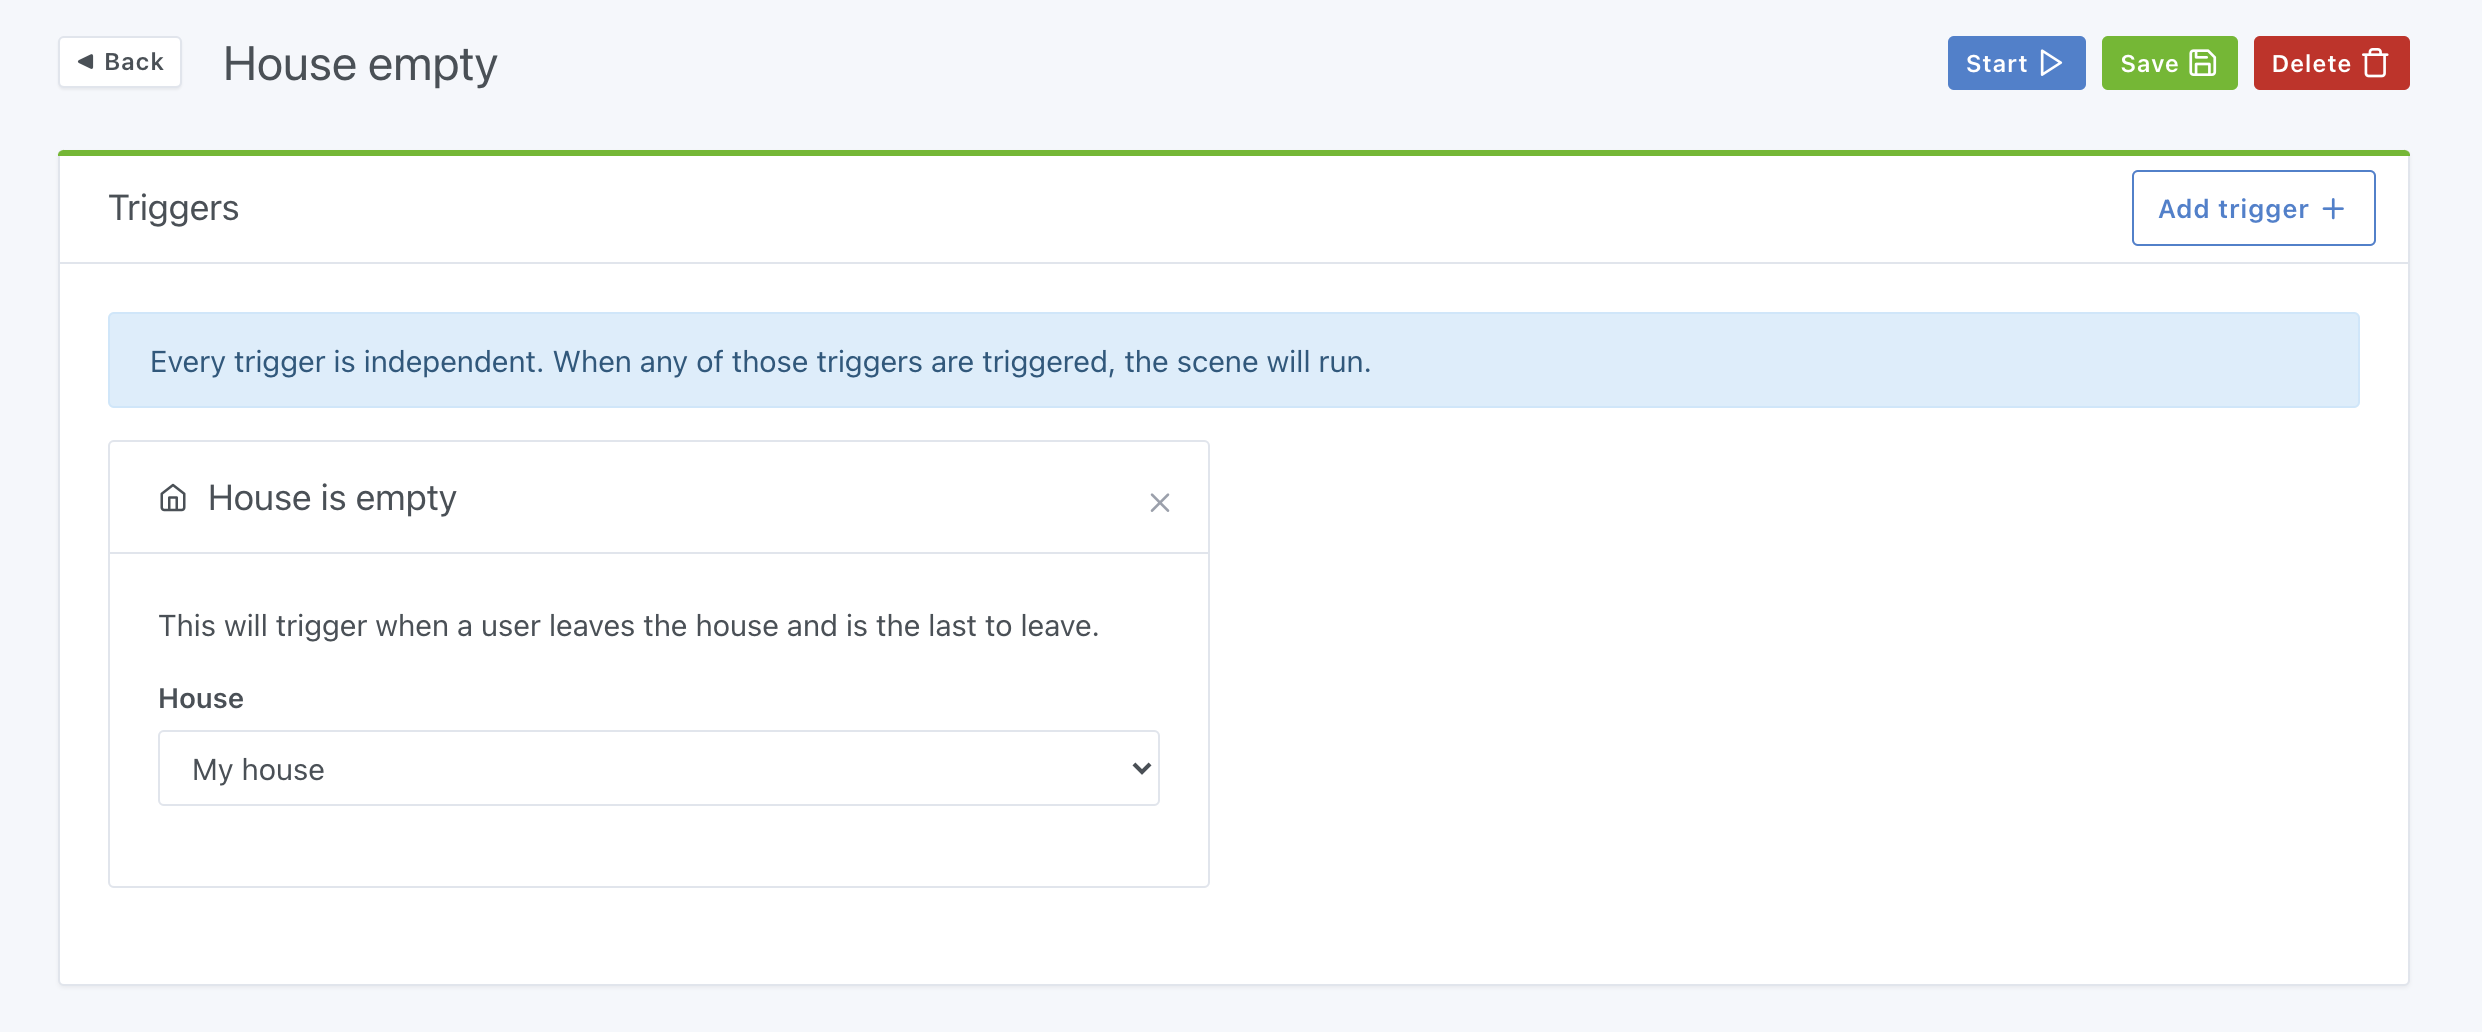 Back
House empty
Start
Save
Delete
Triggers
Add trigger
Every trigger is independent. When any of those triggers are triggered, the scene will run.
House is empty
This will trigger when a user leaves the house and is the last to leave.
House
My house